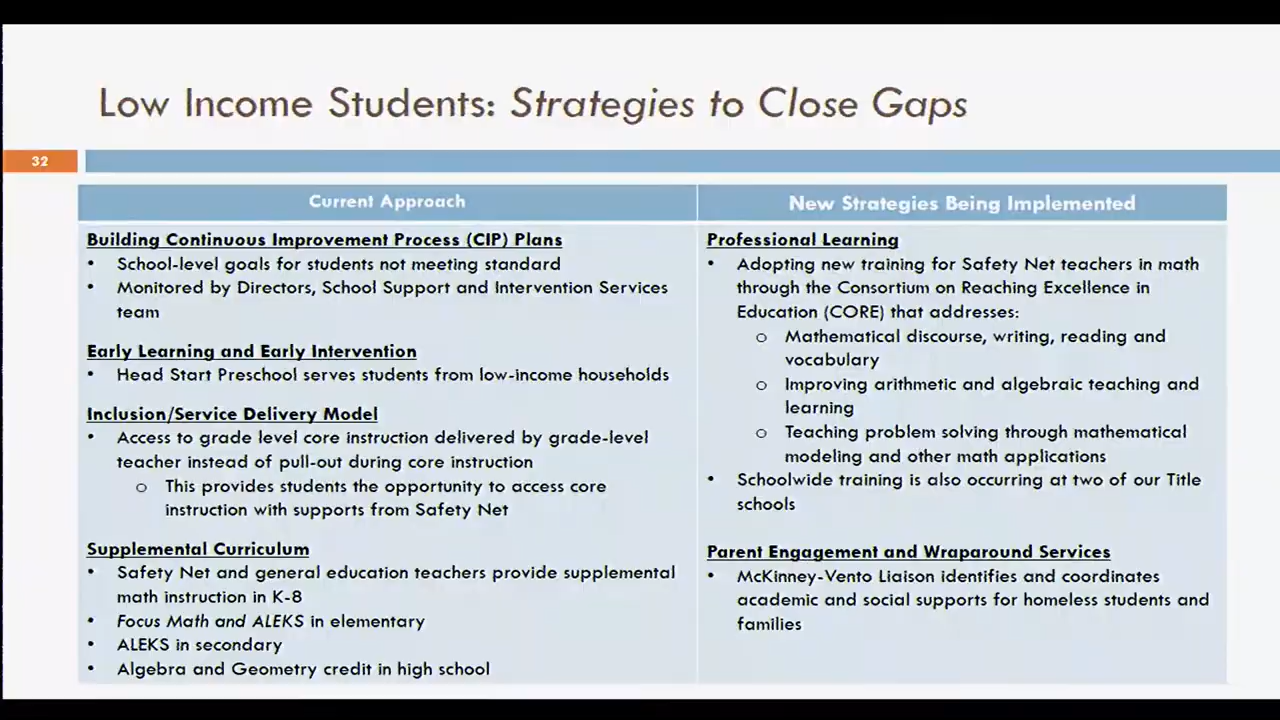 Low Income Students: Strategies to Close Gaps
32
Current Approach
Building Continuous Improvement Process (CIP) Plans
• School-level goals for students not meeting standard
• Monitored by Directors, School Support and Intervention Services
team
Early Learning and Early Intervention
• Head Start Preschool serves students from low-income households
Inclusion/Service Delivery Model
• Access to grade level core instruction delivered by grade-level
teacher instead of pull-out during core instruction
o This provides students the opportunity to access core
instruction with supports from Safety Net
Supplemental Curriculum
• Safety Net and general education teachers provide supplemental
math instruction in K-8
• Focus Math and ALEKS in elementary
• ALEKS in secondary
• Algebra and Geometry credit in high school
New Strategies Being Implemented
Professional Learning
• Adopting new training for Safety Net teachers in math
through the Consortium on Reaching Excellence in
Education (CORE) that addresses:
o Mathematical discourse, writing, reading and
vocabulary
o Improving arithmetic and algebraic teaching and
learning
o Teaching problem solving through mathematical
modeling and other math applications
• Schoolwide training is also occurring at two of our Title
schools
Parent Engagement and Wraparound Services
• McKinney-Vento Liaison identifies and coordinates
academic and social supports for homeless students and
families